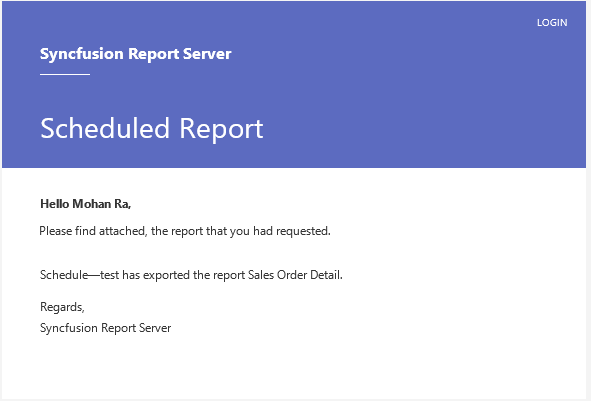 LOGIN
Syncfusion Report Server
Scheduled Report
Hello Mohan Ra,
Please find attached, the report that you had requested.
Schedule—test has exported the report Sales Order Detail.
Regards,
Syncfusion Report Server